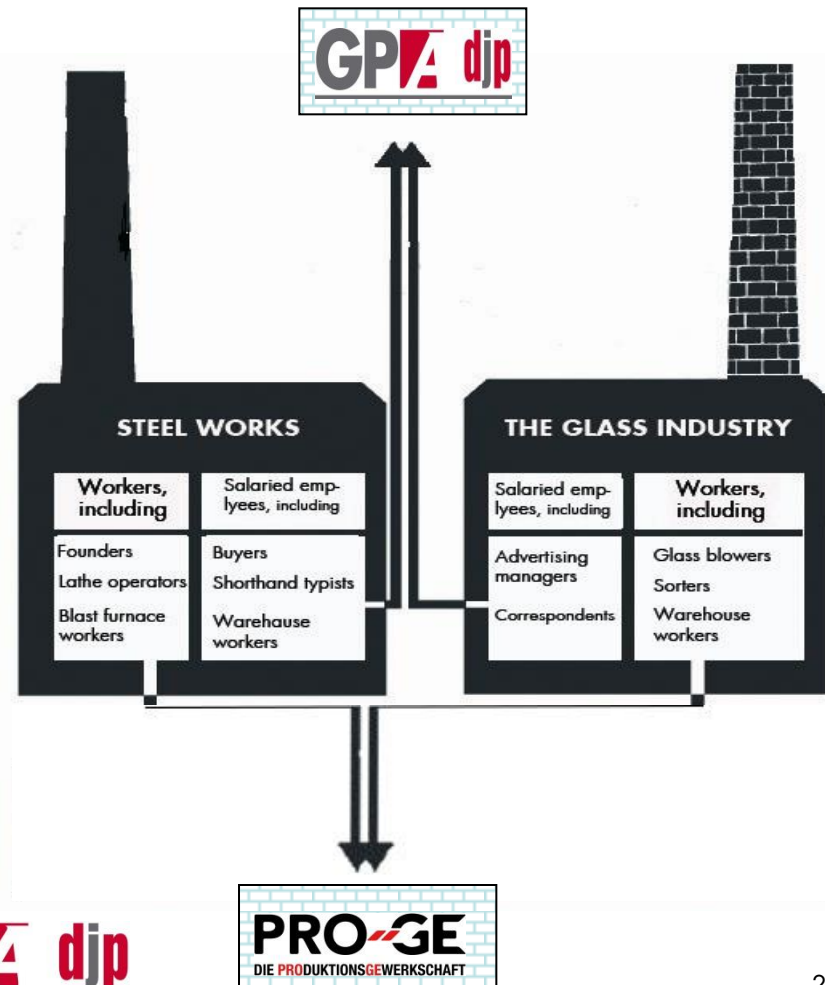 GPA djp
STEEL WORKS
Workers,
including
Salaried emp-
lyees, including
Founders
Lathe operators
Blast furnace
workers
Buyers
Shorthand typists
Warehause
workers
THE GLASS INDUSTRY
Salaried emp-
lyees, including
Workers,
including
Advertising
managers
Correspondents
Glass blowers
Sorters
Warehouse
workers
djp
PRO-GE
DIE PRODUKTIONSGEWERKSCHAFT
2